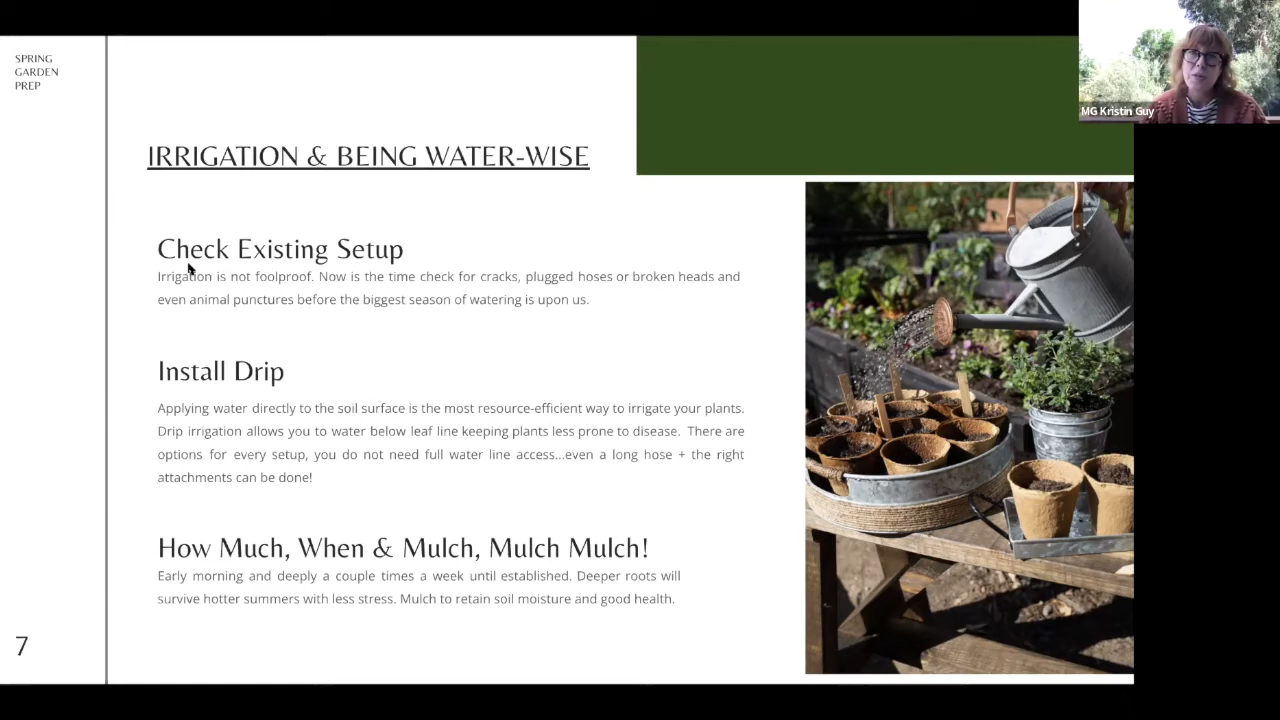 SPRING
GARDEN
PREP
MG Kristin Guy
IRRIGATION & BEING WATER-WISE
Check Existing Setup
Irrigation is not foolproof. Now is the time check for cracks, plugged hoses or broken heads and
even animal punctures before the biggest season of watering is upon us.
Install Drip
Applying water directly to the soil surface is the most resource-efficient way to irrigate your plants.
Drip irrigation allows you to water below leaf line keeping plants less prone to disease. There are
options for every setup, you do not need full water line access...even a long hose + the right
attachments can be done!
How Much, When & Mulch, Mulch Mulch!
Early morning and deeply a couple times a week until established. Deeper roots will
survive hotter summers with less stress. Mulch to retain soil moisture and good health.
7